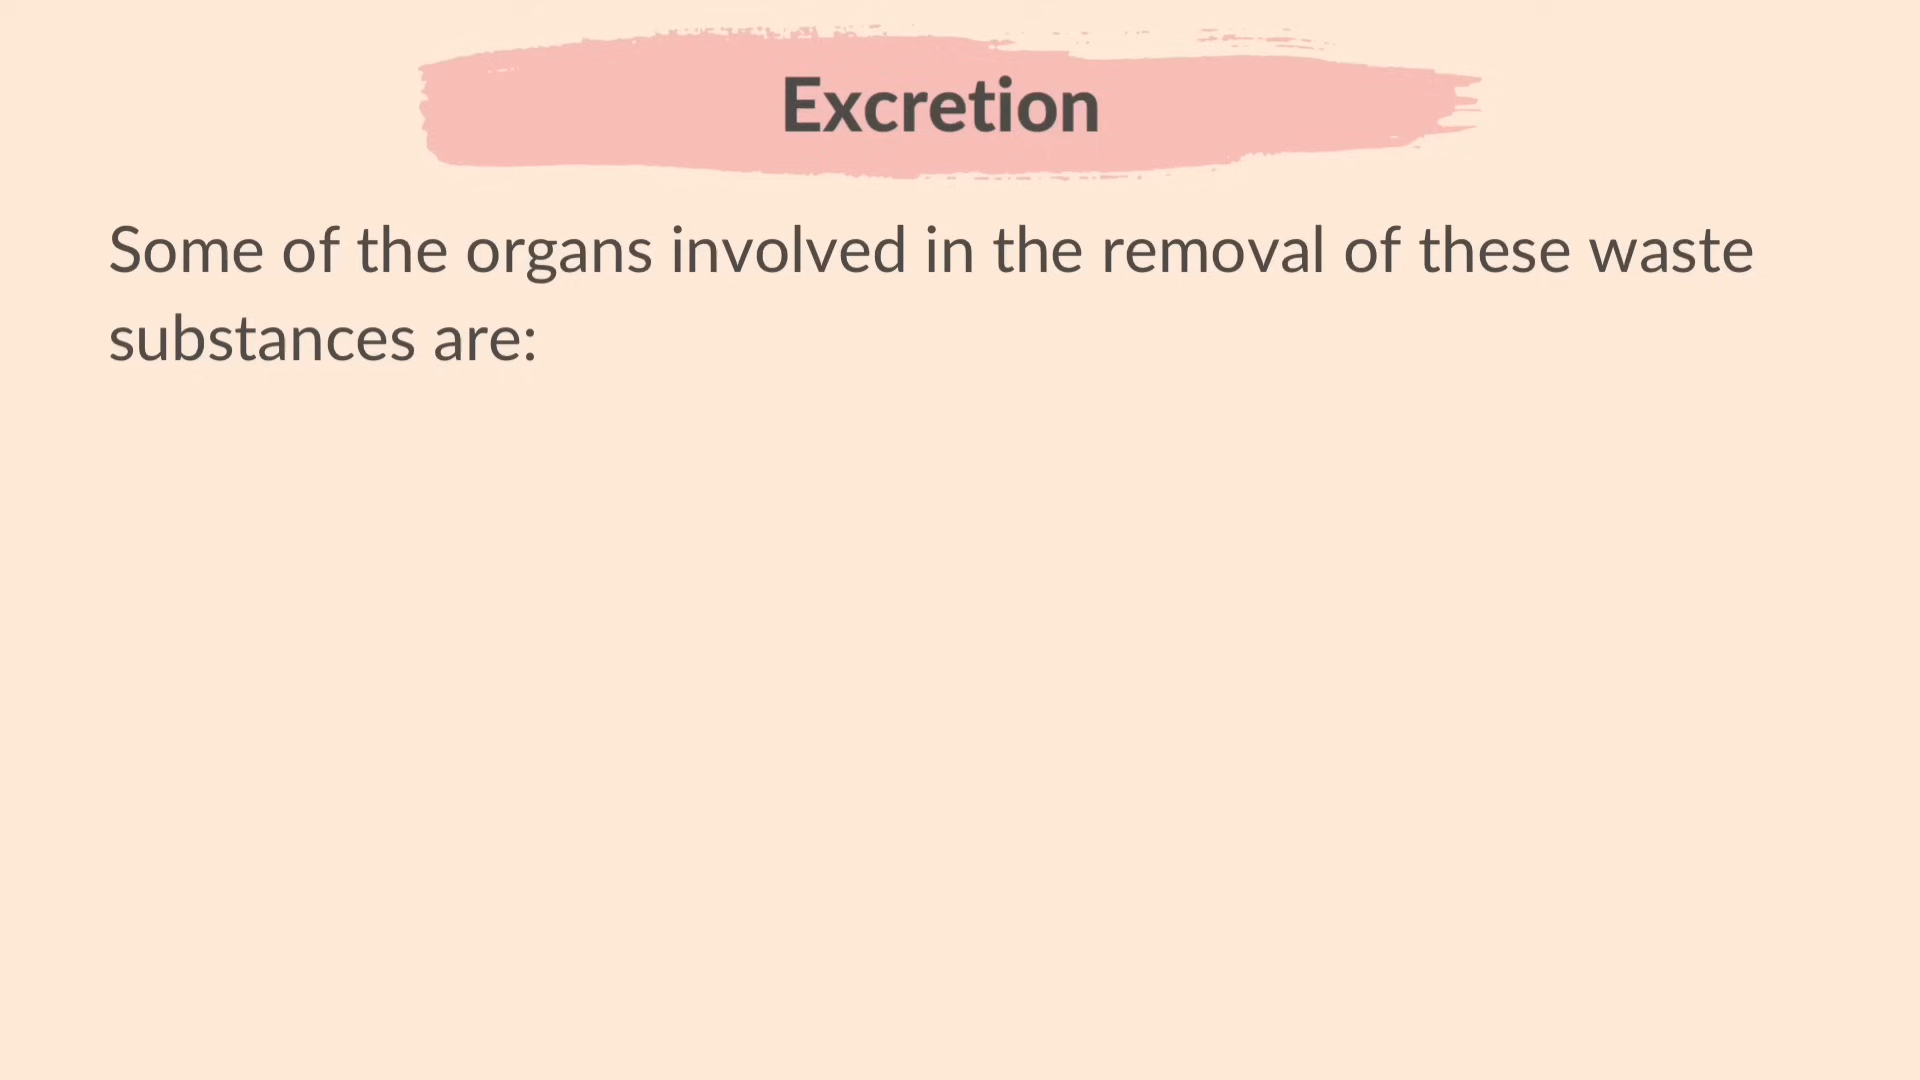 Excretion
Some of the organs involved in the removal of these waste
substances are: